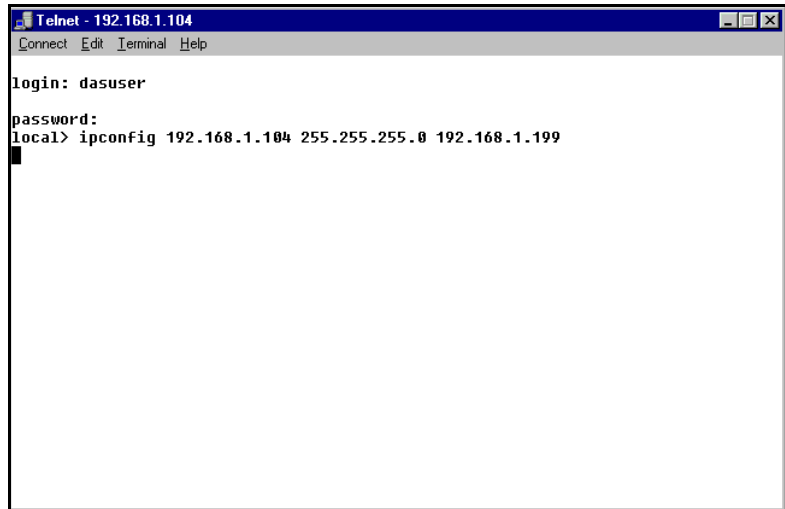 Telnet - 192.168.1.104
Connect Edit Terminal Help
login: dasuser
password:
local> ipconfig 192.168.1.104 255.255.255.0 192.168.1.199